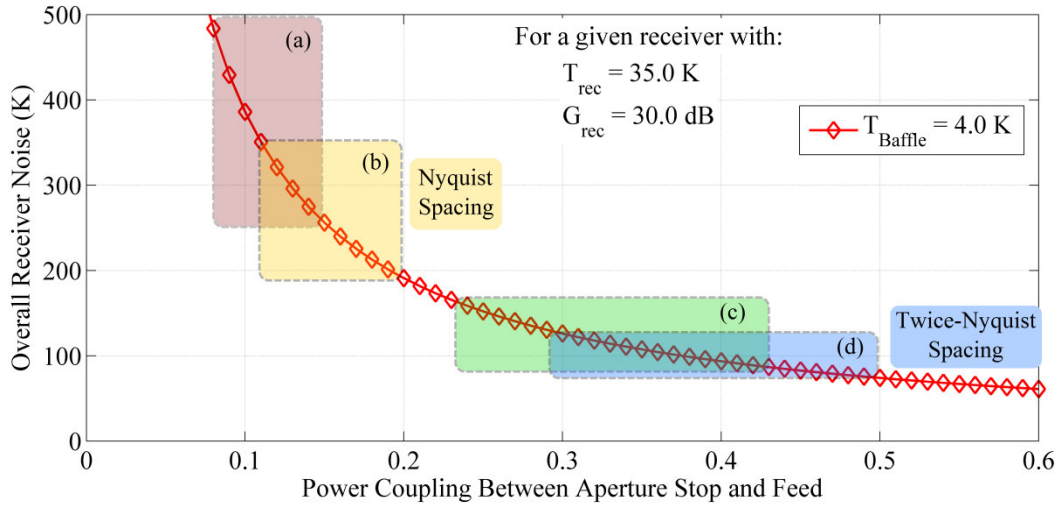 500
400
300
200
100
0
Overall Receiver Noise (K)
(a)
(b)
Nyquist
Spacing
For a given receiver with:
T_rec = 35.0 K
G_rec = 30.0 dB
T_Baffle = 4.0 K
(c)
(d)
Twice-Nyquist
Spacing
0 0.1 0.2 0.3 0.4 0.5 0.6
Power Coupling Between Aperture Stop and Feed